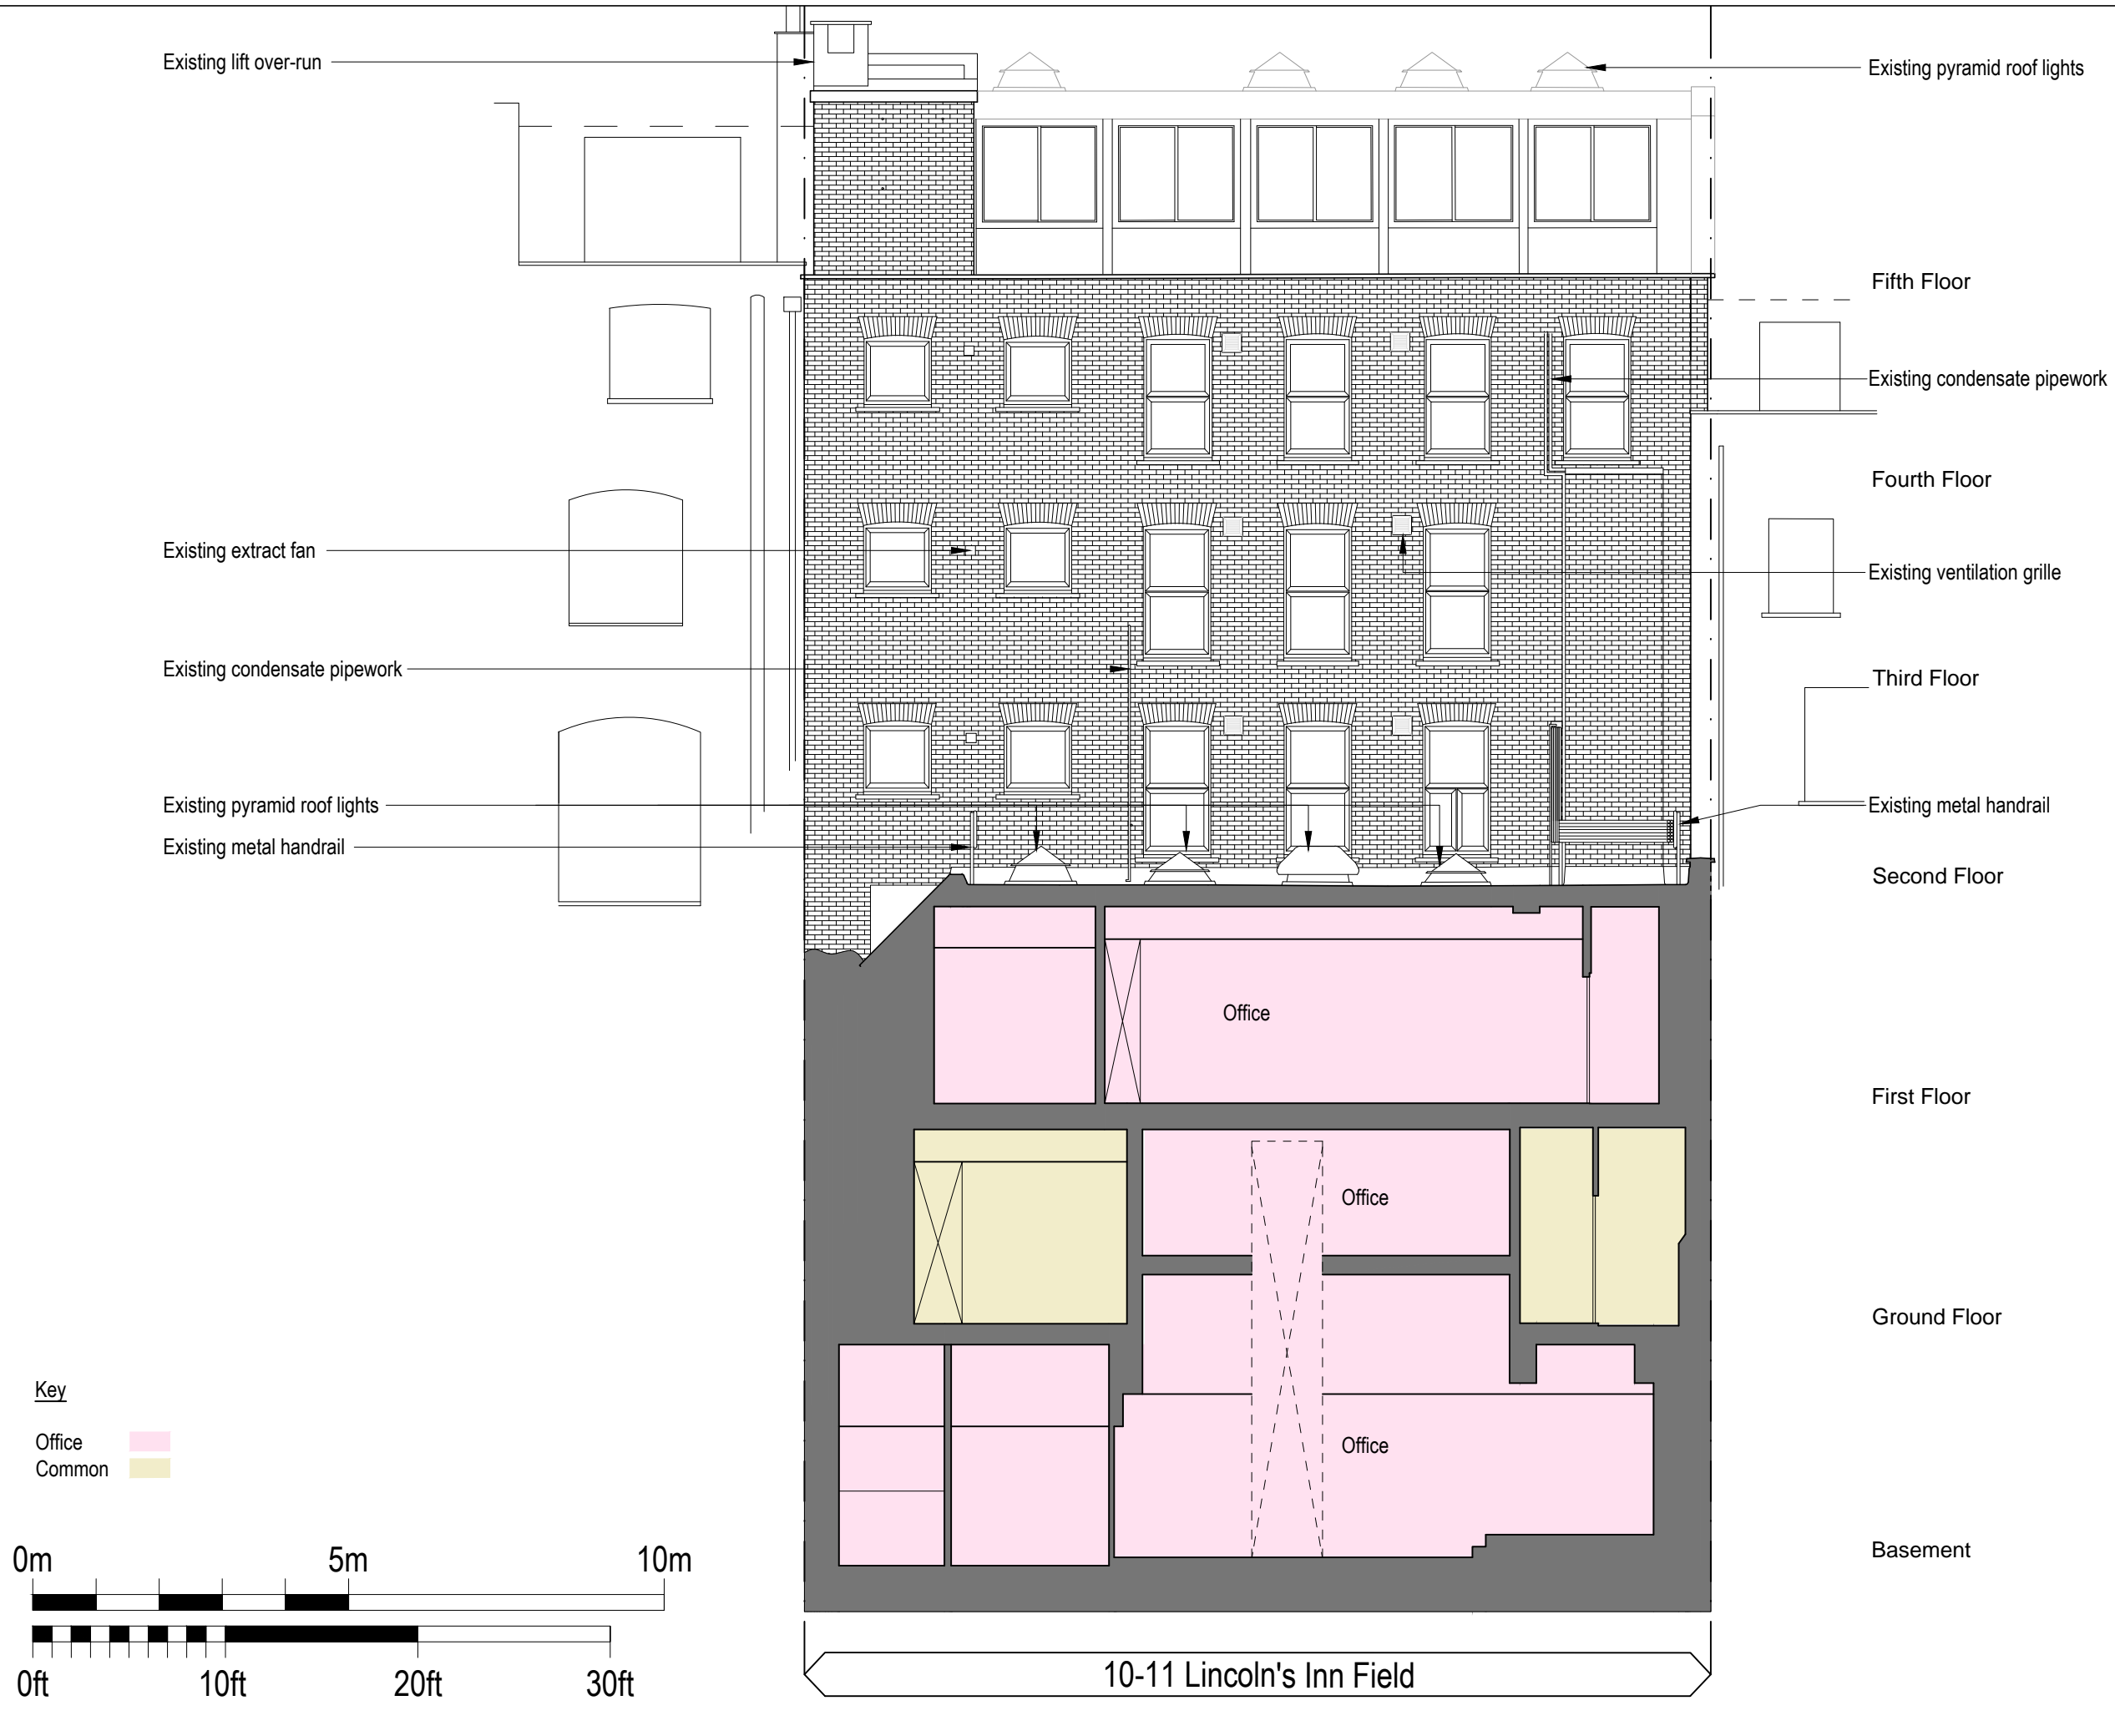 Existing lift over-run
Existing pyramid roof lights
Fifth Floor
Existing condensate pipework
Fourth Floor
Existing extract fan
Existing ventilation grille
Existing condensate pipework
Third Floor
Existing pyramid roof lights
Existing metal handrail
Existing metal handrail
Second Floor
Office
First Floor
Office
Ground Floor
Key
Office
Common
Office
Basement
0m 5m 10m
0ft 10ft 20ft 30ft
10-11 Lincoln's Inn Field